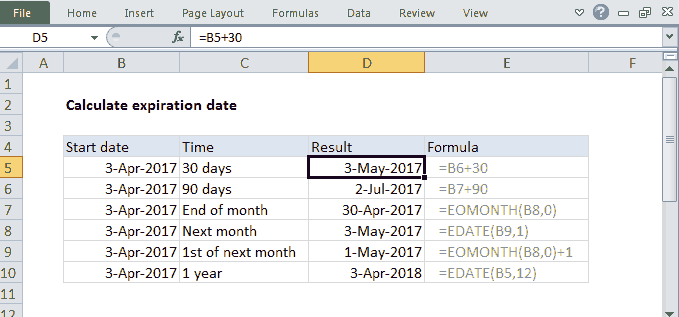 File Home Insert Page Layout Formulas Data Review View
D5 fx =B5+30
A B C D E F
1
2 Calculate expiration date
3
4 Start date Time Result Formula
5 3-Apr-2017 30 days 3-May-2017 =B6+30
6 3-Apr-2017 90 days 2-Jul-2017 =B7+90
7 3-Apr-2017 End of month 30-Apr-2017 =EOMONTH(B8,0)
8 3-Apr-2017 Next month 3-May-2017 =EDATE(B9,1)
9 3-Apr-2017 1st of next month 1-May-2017 =EOMONTH(B8,0)+1
10 3-Apr-2017 1 year 3-Apr-2018 =EDATE(B5,12)
11
12